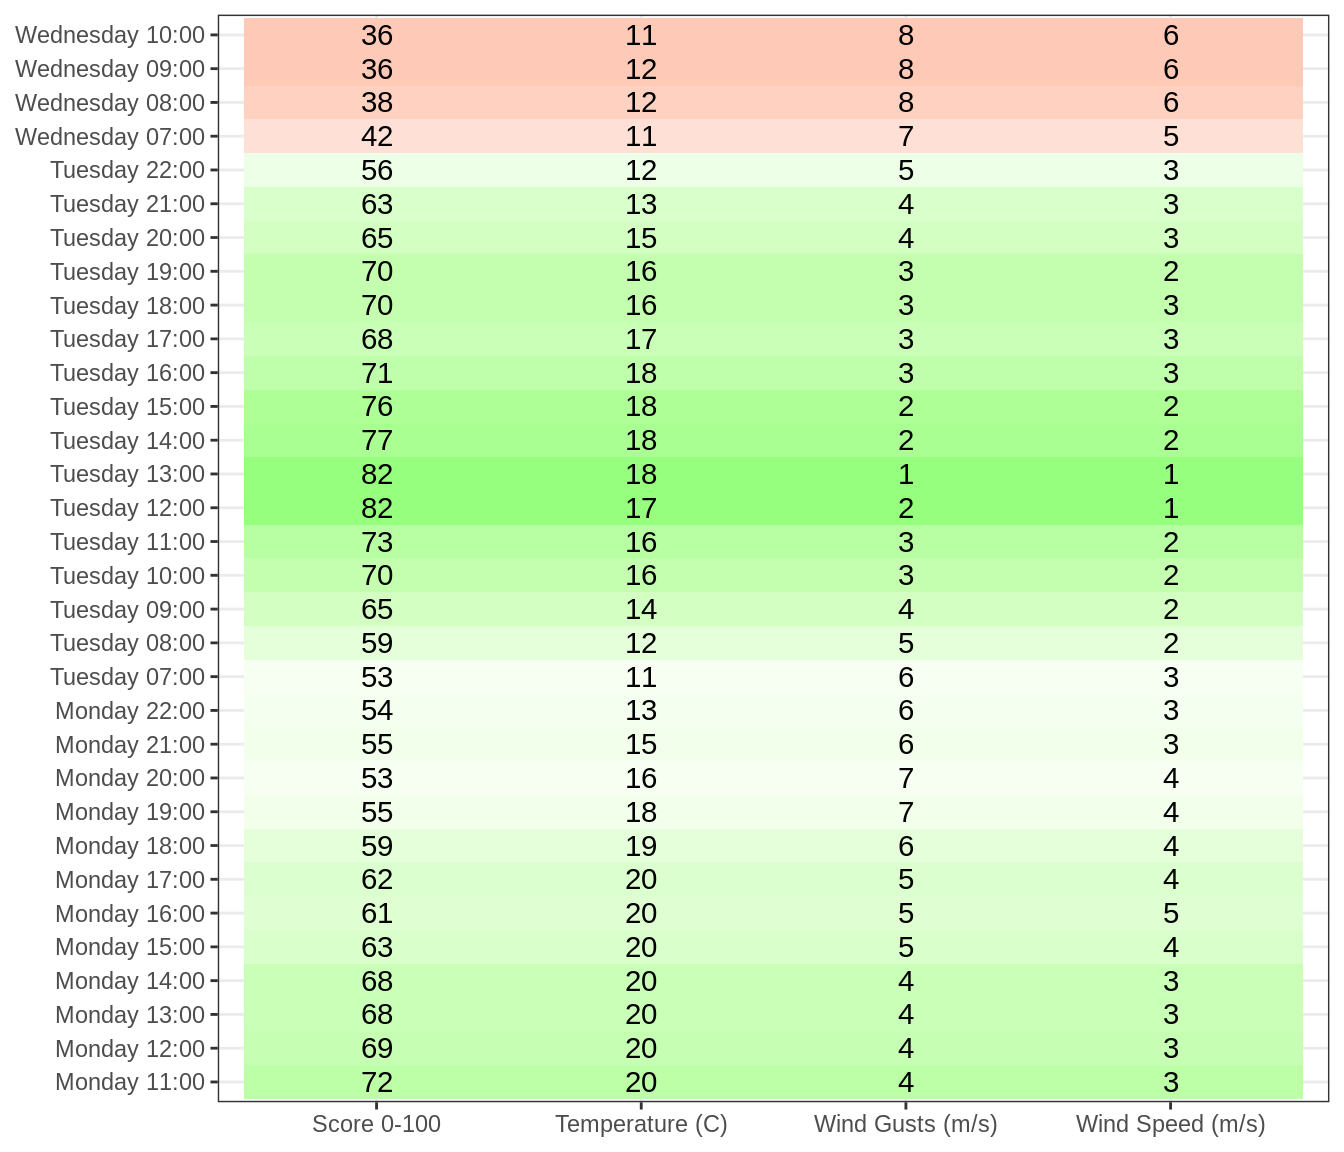 Wednesday 10:00 36 11 8 6
Wednesday 09:00 36 12 8 6
Wednesday 08:00 38 12 8 6
Wednesday 07:00 42 11 7 5
Tuesday 22:00 56 12 5 3
Tuesday 21:00 63 13 4 3
Tuesday 20:00 65 15 4 3
Tuesday 19:00 70 16 3 2
Tuesday 18:00 70 16 3 3
Tuesday 17:00 68 17 3 3
Tuesday 16:00 71 18 3 3
Tuesday 15:00 76 18 2 2
Tuesday 14:00 77 18 2 2
Tuesday 13:00 82 18 1 1
Tuesday 12:00 82 17 2 1
Tuesday 11:00 73 16 3 2
Tuesday 10:00 70 16 3 2
Tuesday 09:00 65 14 4 2
Tuesday 08:00 59 12 5 2
Tuesday 07:00 53 11 6 3
Monday 22:00 54 13 6 3
Monday 21:00 55 15 6 3
Monday 20:00 53 16 7 4
Monday 19:00 55 18 7 4
Monday 18:00 59 19 6 4
Monday 17:00 62 20 5 4
Monday 16:00 61 20 5 5
Monday 15:00 63 20 5 4
Monday 14:00 68 20 4 3
Monday 13:00 68 20 4 3
Monday 12:00 69 20 4 3
Monday 11:00 72 20 4 3
Score 0-100 Temperature (C) Wind Gusts (m/s) Wind Speed (m/s)